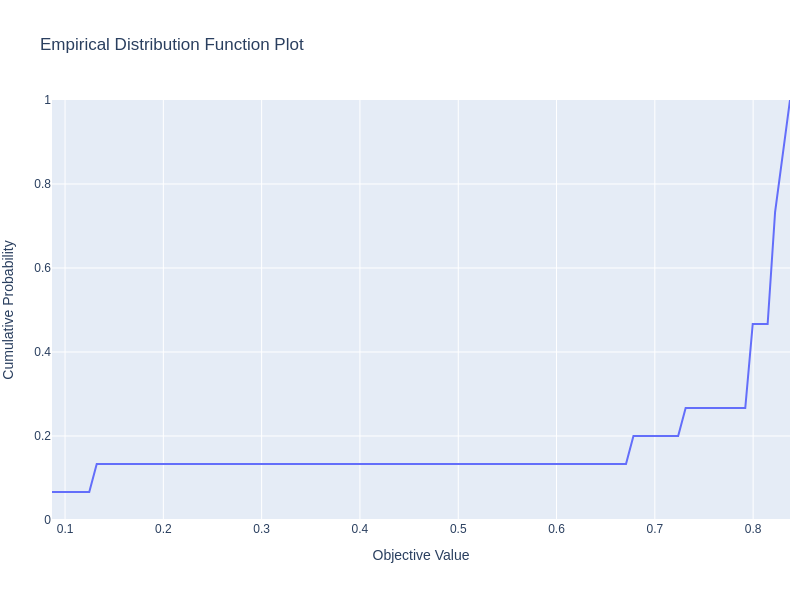 Empirical Distribution Function Plot
Cumulative Probability
1
0.8
0.6
0.4
0.2
0
0.1 0.2 0.3 0.4 0.5 0.6 0.7 0.8
Objective Value